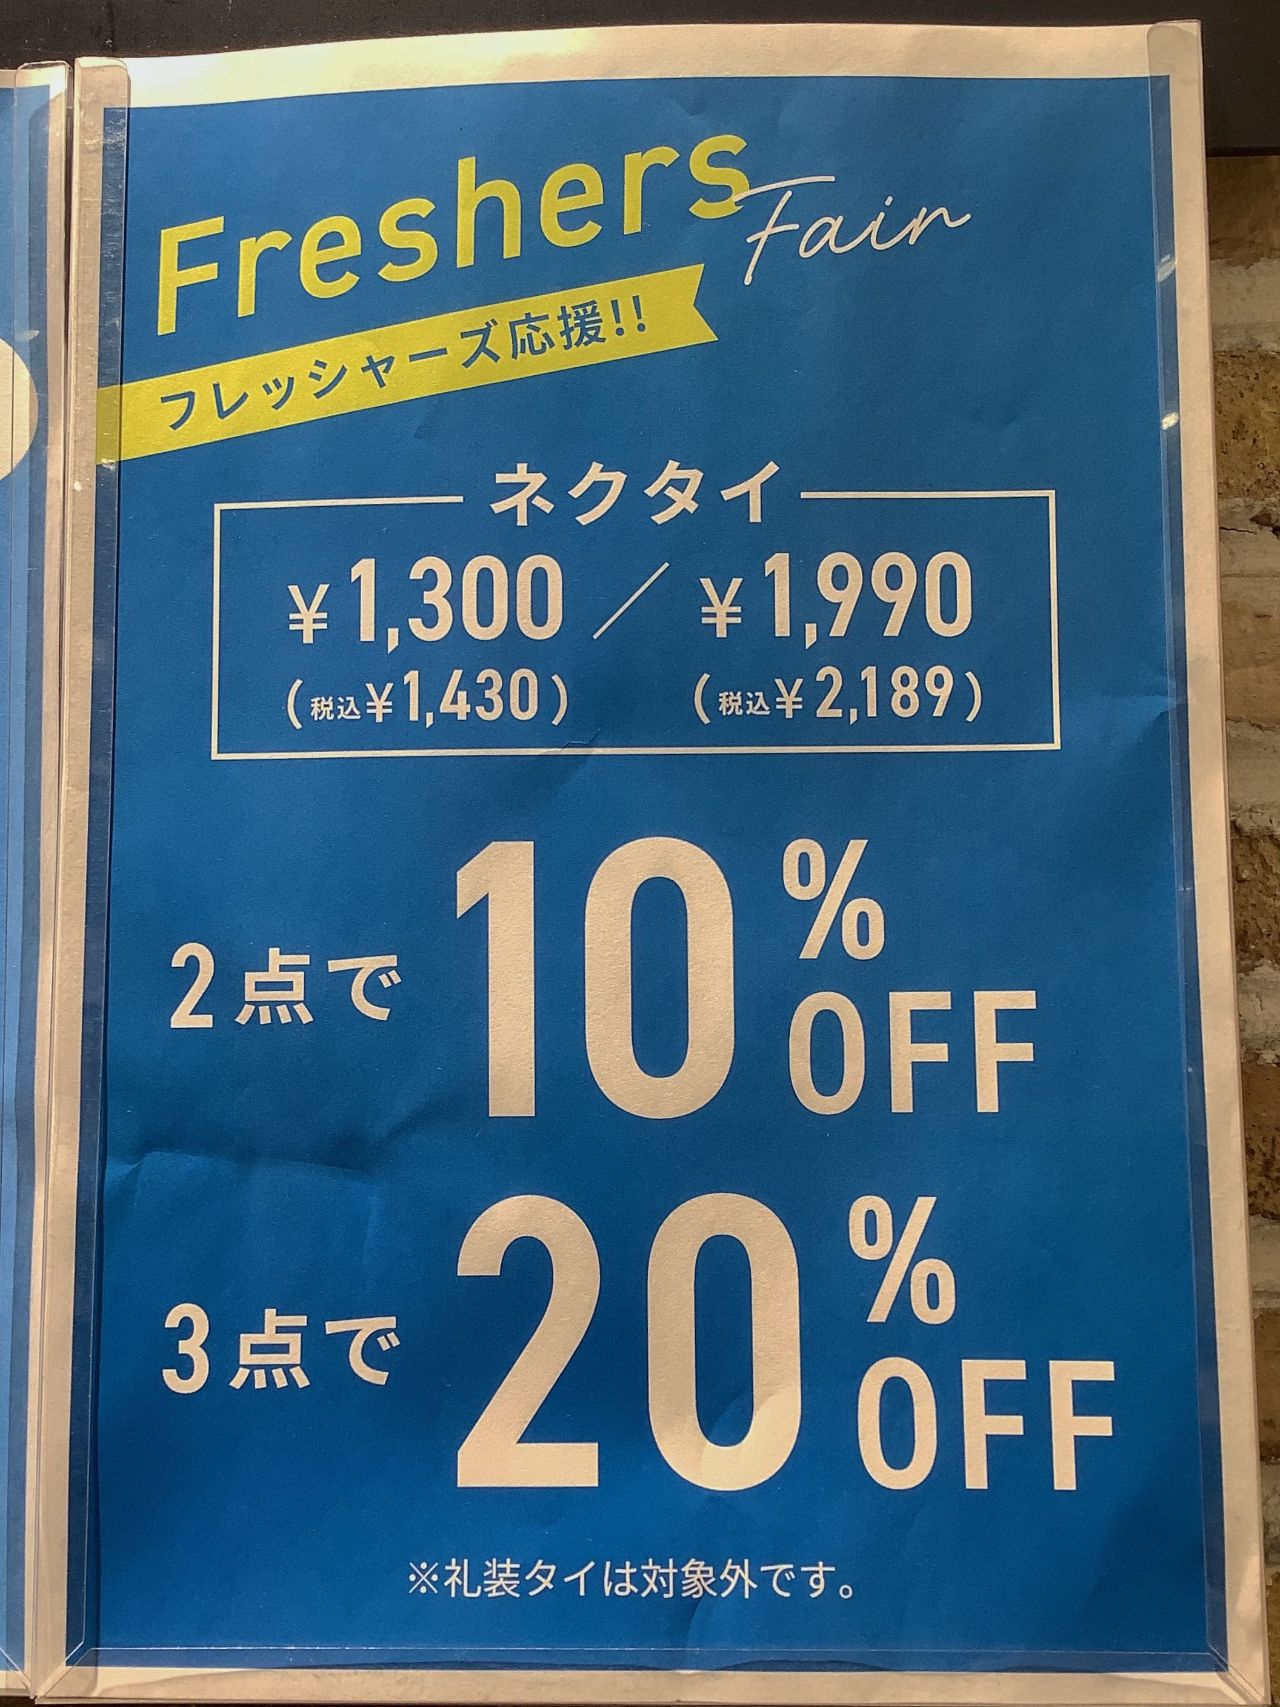 Freshers Fair
フレッシャーズ応援!!
ネクタイ
¥1,300／¥1,990
(税込¥1,430) (税込¥2,189)
2点で 10%OFF
3点で 20%OFF
※礼装タイは対象外です。